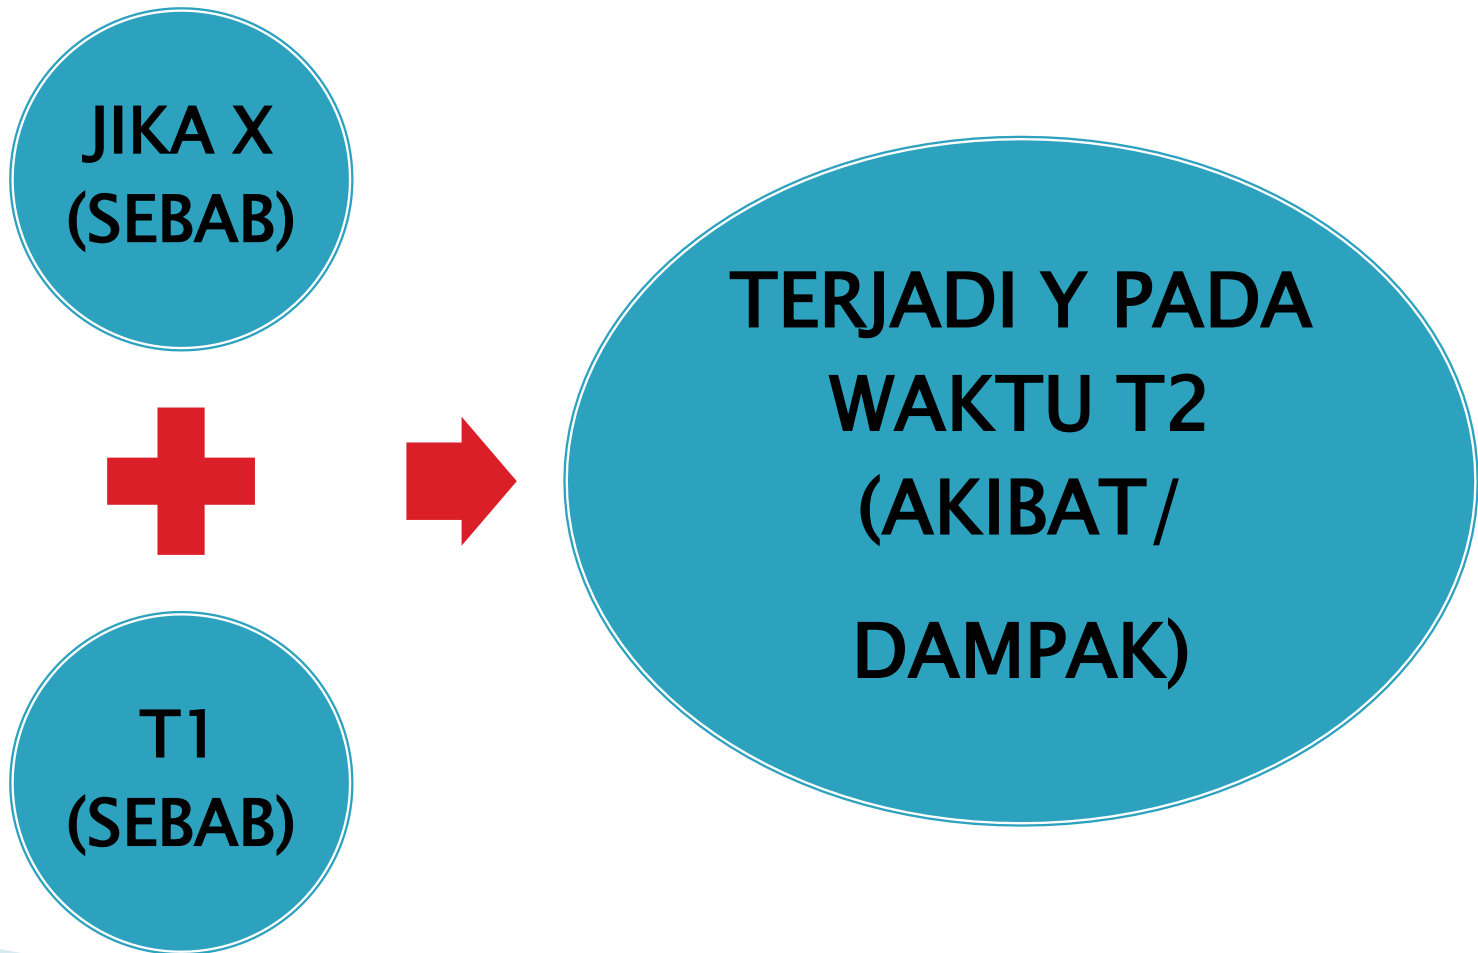 JIKA X
(SEBAB)
T1
(SEBAB)
TERJADI Y PADA
WAKTU T2
(AKIBAT/
DAMPAK)